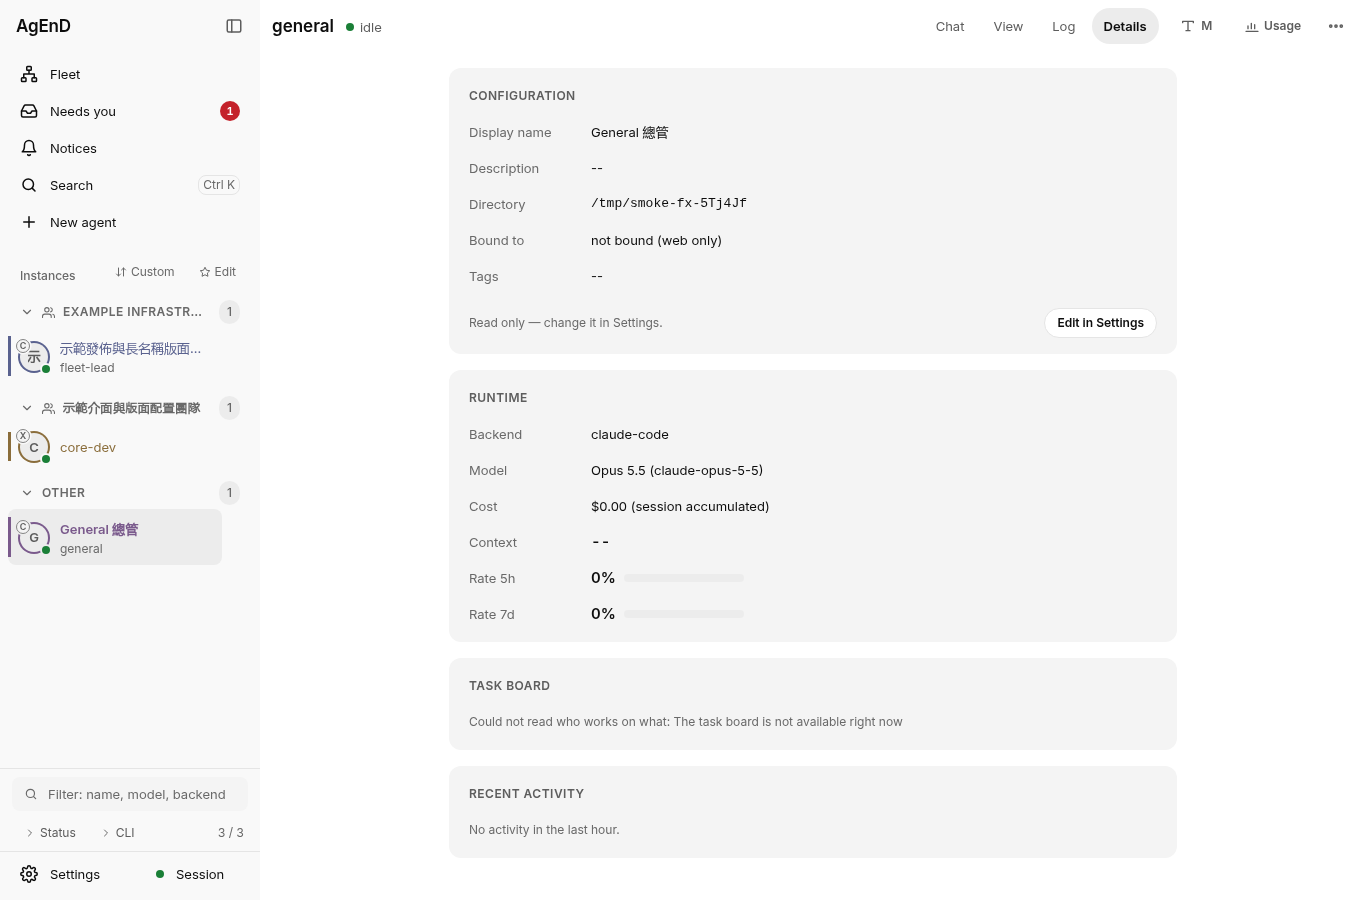 AgEnD
Fleet
Needs you 1
Notices
Search Ctrl K
New agent
Instances Custom Edit
EXAMPLE INFRASTR... 1
C 示 示範發佈與長名稱版面...
fleet-lead
示範介面與版面配置團隊 1
X C core-dev
OTHER 1
C G General 總管
general
Filter: name, model, backend
Status CLI 3 / 3
Settings Session
general idle Chat View Log Details M Usage
CONFIGURATION
Display name General 總管
Description --
Directory /tmp/smoke-fx-5Tj4Jf
Bound to not bound (web only)
Tags --
Read only — change it in Settings. Edit in Settings
RUNTIME
Backend claude-code
Model Opus 5.5 (claude-opus-5-5)
Cost $0.00 (session accumulated)
Context --
Rate 5h 0%
Rate 7d 0%
TASK BOARD
Could not read who works on what: The task board is not available right now
RECENT ACTIVITY
No activity in the last hour.